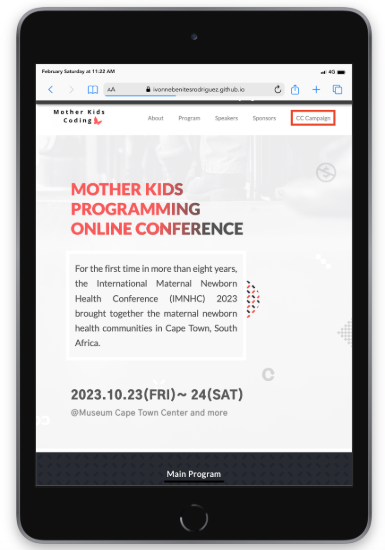 February Saturday at 11:22 AM
4G
AA ivonnebenitesrodriguez.github.io
Mother Kids
Coding
About Program Speakers Sponsors CC Campaign
MOTHER KIDS
PROGRAMMING
ONLINE CONFERENCE
For the first time in more than eight years,
the International Maternal Newborn
Health Conference (IMNHC) 2023
brought together the maternal newborn
health communities in Cape Town, South
Africa.
2023.10.23(FRI)~ 24(SAT)
@Museum Cape Town Center and more
Main Program